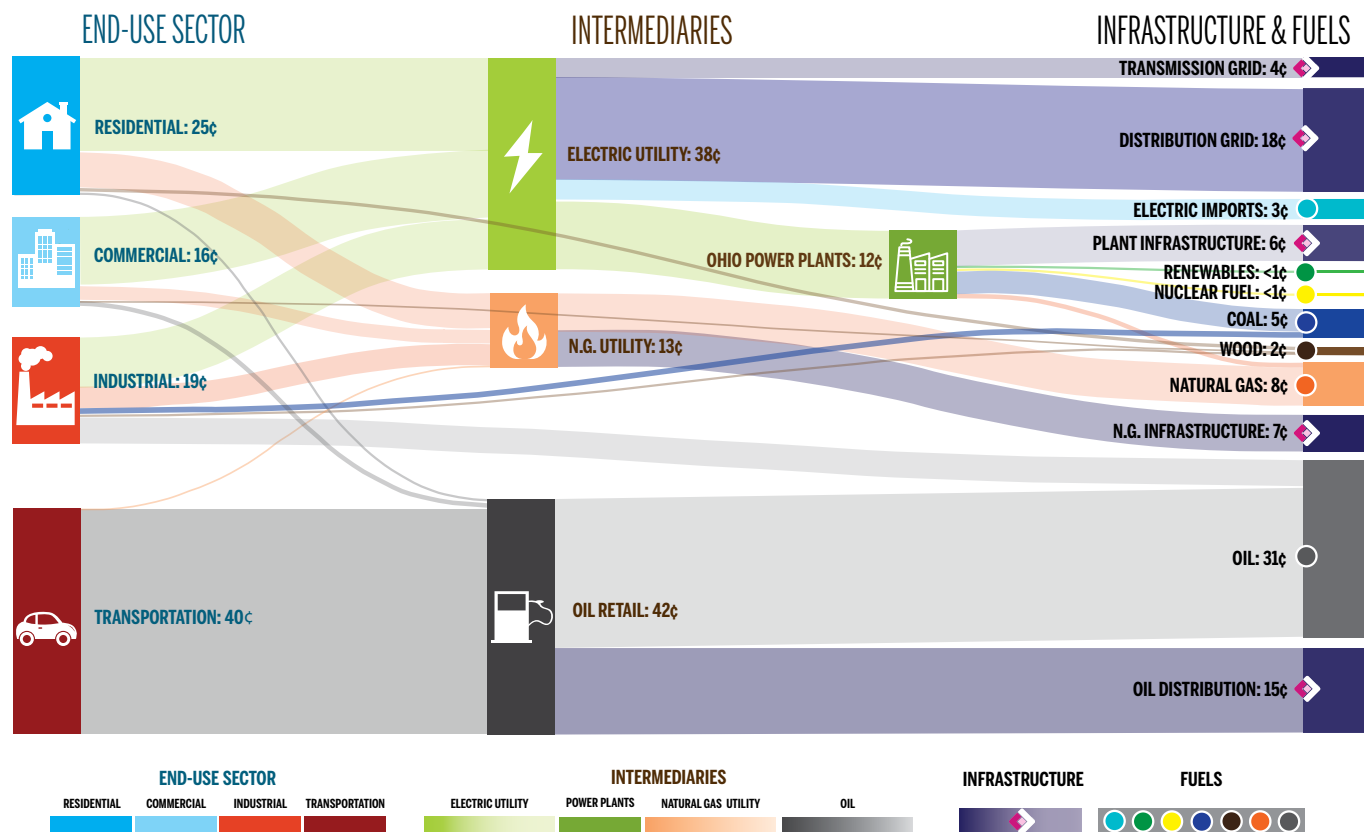 END-USE SECTOR
INTERMEDIARIES
INFRASTRUCTURE & FUELS
TRANSMISSION GRID: 4¢
RESIDENTIAL: 25¢
DISTRIBUTION GRID: 18¢
ELECTRIC UTILITY: 38¢
ELECTRIC IMPORTS: 3¢
PLANT INFRASTRUCTURE: 6¢
COMMERCIAL: 16¢
OHIO POWER PLANTS: 12¢
RENEWABLES: <1¢
NUCLEAR FUEL: <1¢
COAL: 5¢
N.G. UTILITY: 13¢
WOOD: 2¢
INDUSTRIAL: 19¢
NATURAL GAS: 8¢
N.G. INFRASTRUCTURE: 7¢
OIL: 31¢
TRANSPORTATION: 40¢
OIL RETAIL: 42¢
OIL DISTRIBUTION: 15¢
END-USE SECTOR
INTERMEDIARIES
INFRASTRUCTURE
FUELS
RESIDENTIAL
COMMERCIAL
INDUSTRIAL
TRANSPORTATION
ELECTRIC UTILITY
POWER PLANTS
NATURAL GAS UTILITY
OIL